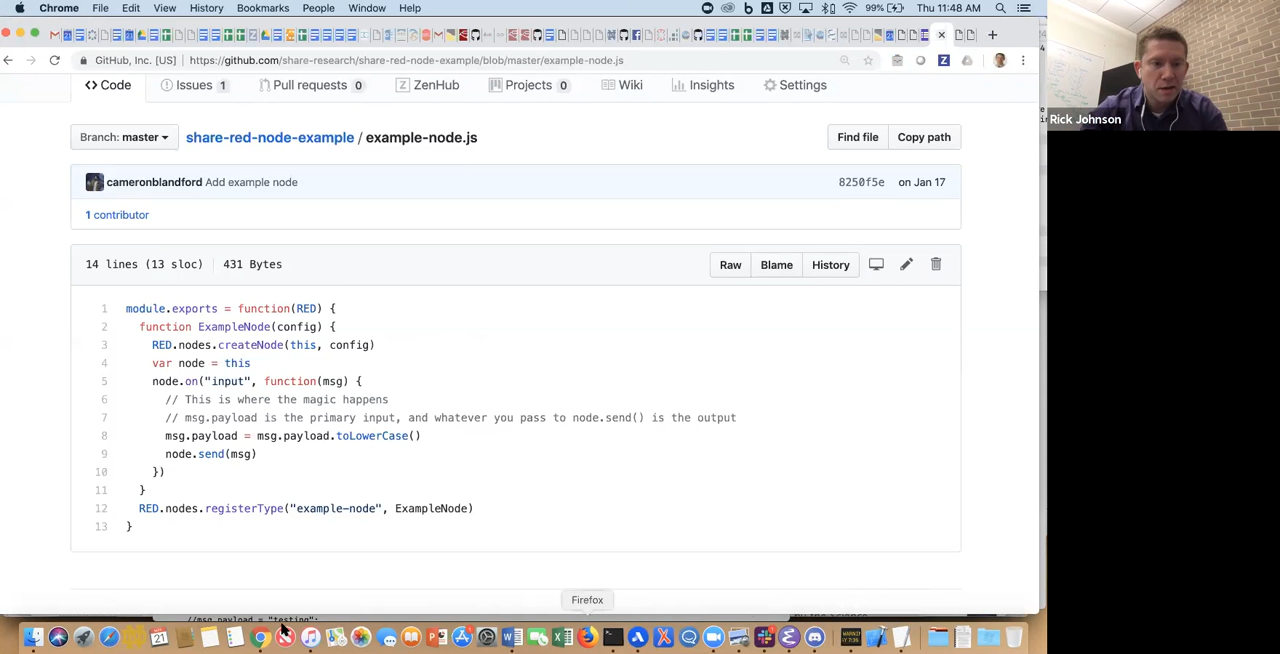 Chrome File Edit View History Bookmarks People Window Help 99% Thu 11:48 AM
GitHub, Inc. [US] https://github.com/share-research/share-red-node-example/blob/master/example-node.js
Code Issues 1 Pull requests 0 ZenHub Projects 0 Wiki Insights Settings
Branch: master share-red-node-example / example-node.js Find file Copy path
cameronblandford Add example node 8250f5e on Jan 17
1 contributor
14 lines (13 sloc) 431 Bytes Raw Blame History
1 module.exports = function(RED) {
2 function ExampleNode(config) {
3 RED.nodes.createNode(this, config)
4 var node = this
5 node.on("input", function(msg) {
6 // This is where the magic happens
7 // msg.payload is the primary input, and whatever you pass to node.send() is the output
8 msg.payload = msg.payload.toLowerCase()
9 node.send(msg)
10 })
11 }
12 RED.nodes.registerType("example-node", ExampleNode)
13 }
Firefox
//msg.payload = "testing";
Rick Johnson